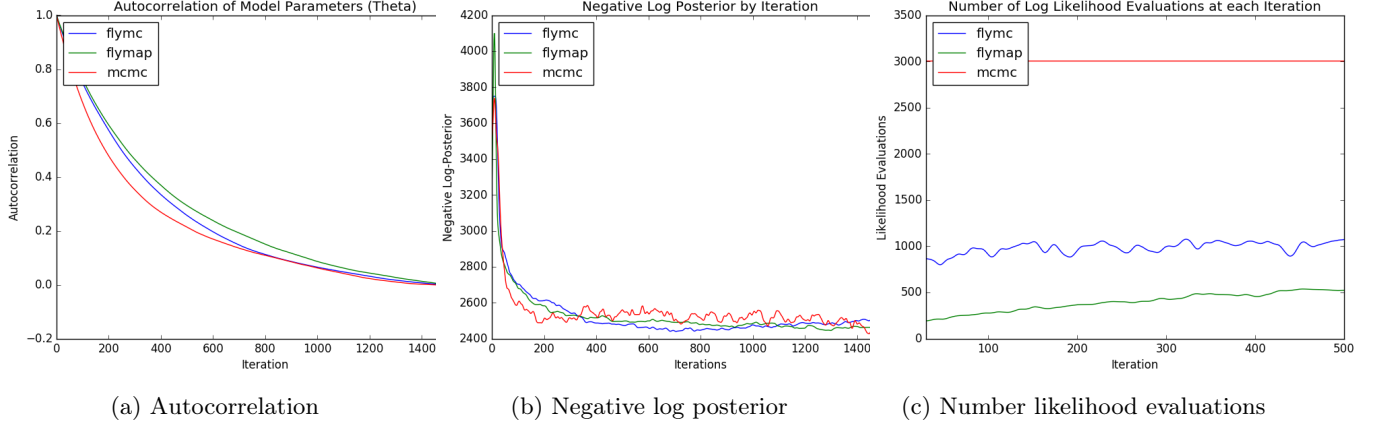 Autocorrelation of Model Parameters (Theta)
flymc
flymap
mcmc
1.0
0.8
0.6
0.4
0.2
0.0
−0.2
Autocorrelation
0
200
400
600
800
1000
1200
1400
Iteration
(a) Autocorrelation
Negative Log Posterior by Iteration
flymc
flymap
mcmc
4200
4000
3800
3600
3400
3200
3000
2800
2600
2400
Negative Log-Posterior
0
200
400
600
800
1000
1200
1400
Iterations
(b) Negative log posterior
Number of Log Likelihood Evaluations at each Iteration
flymc
flymap
mcmc
3500
3000
2500
2000
1500
1000
500
0
Likelihood Evaluations
100
200
300
400
500
Iteration
(c) Number likelihood evaluations